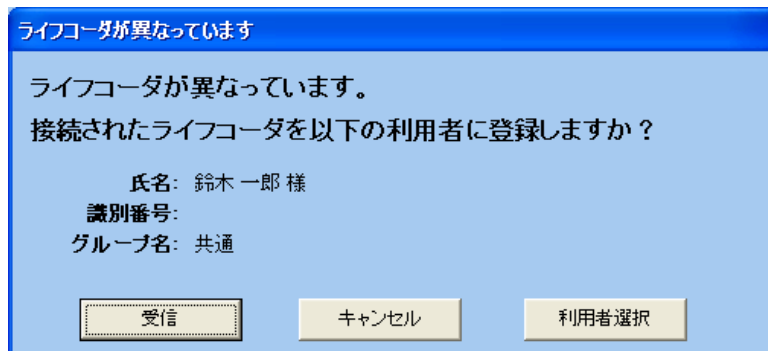 ライフコーダが異なっています
ライフコーダが異なっています。
接続されたライフコーダを以下の利用者に登録しますか？
氏名: 鈴木 一郎 様
識別番号:
グループ名: 共通
受信 キャンセル 利用者選択